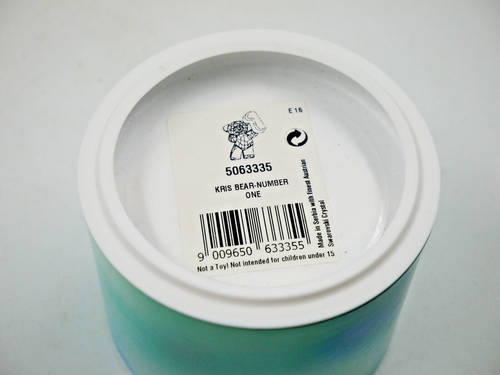 E 16
5063335
KRIS BEAR-NUMBER
ONE
9 009650 633355
Not a Toy! Not intended for children under 15
Made in Serbia with finest Austrian
Swarovski Crystal